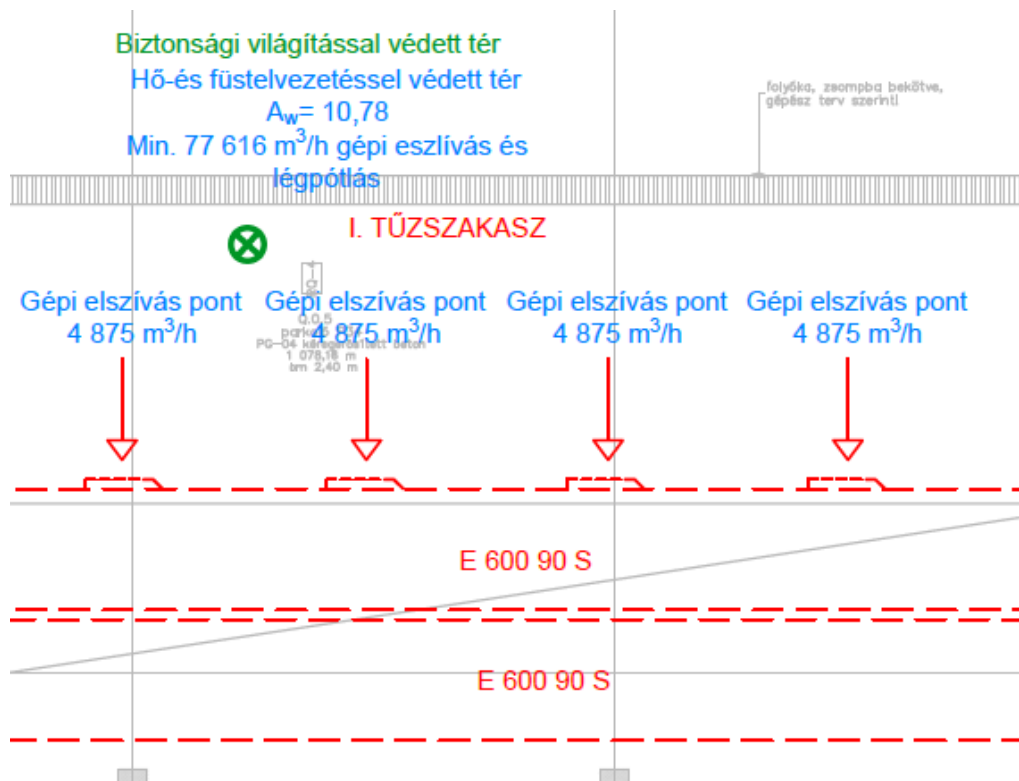 Biztonsági világítással védett tér
Hő-és füstelvezetéssel védett tér
Aw= 10,78
Min. 77 616 m³/h gépi eszlívás és
légpótlás
folyóka, zsompba bekötve,
gépész terv szerint!
I. TŰZSZAKASZ
Gépi elszívás pont
4 875 m³/h
Gépi elszívás pont
4 875 m³/h
Gépi elszívás pont
4 875 m³/h
Gépi elszívás pont
4 875 m³/h
PG-04 kéregerősített beton
1 078,18 m
bm 2,40 m
E 600 90 S
E 600 90 S